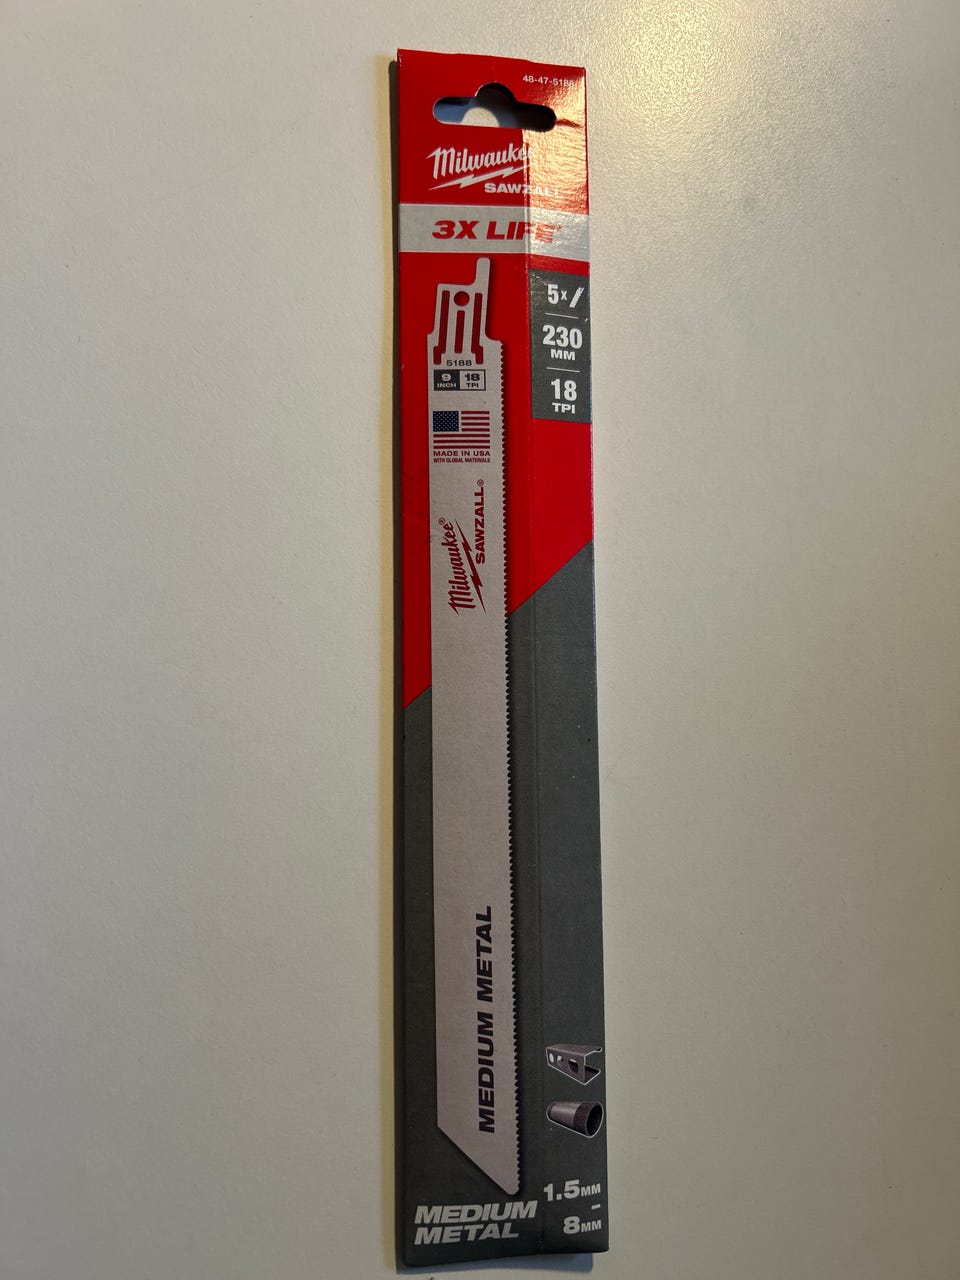 48-47-5188
Milwaukee
SAWZALL
3X LIFE
5x
230
MM
18
TPI
5188
9 18
INCH TPI
MADE IN USA
WITH GLOBAL MATERIALS
Milwaukee®
SAWZALL®
MEDIUM METAL
1.5MM
-
8MM
MEDIUM
METAL